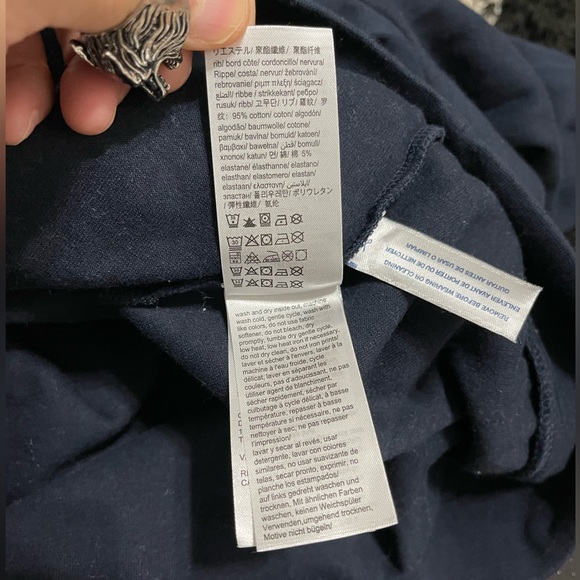 リエステル/ 聚酯纖維/ 聚酯纤维
rib/ bord côte/ cordoncillo/ nervura/
Rippe/ costa/ nervur/ žebrování/
rebrovanie/ ριμπ πλεξη/ ściągacz/
الضلع/ ribbe/ strikkekant/ ребро/
rusuk/ ribb/ 고무단/ リブ/ 羅紋/ 罗
纹: 95% cotton/ coton/ algodón/
algodão/ baumwolle/ cotone/
pamuk/ bavlna/ bomuld/ katoen/
βαμβακι/ bawełna/ قطن/ bomull/
хлопок/ katun/ 면/ 綿/ 棉 5%
elastane/ élasthanne/ elastano/
elasthan/ elastomero/ elastan/
elastaan/ ελαστανη/ إيلاستين/
эластан/ 폴리우레탄/ ポリウレタン
/ 彈性纖維/ 氨纶
30
wash and dry inside out, machine
wash cold, gentle cycle, wash with
like colors, do not use fabric
softener, do not bleach, dry
promptly, tumble dry gentle cycle,
low heat, low heat iron if necessary,
do not dry clean, do not iron prints/
laver et sécher à l'envers, laver à la
machine à l'eau froide, cycle
délicat, laver en séparant les
couleurs, pas d'adoucissant, ne pas
utiliser d'agent de blanchiment,
sécher rapidement, sécher par
culbutage à cycle délicat, à basse
température, repasser à basse
température si nécessaire, ne pas
nettoyer à sec, ne pas repasser
l'impression/
lavar y secar al revés, usar
detergente, lavar con colores
similares, no usar suavizante de
telas, secar pronto, exprimir, no
planche los estampados/
auf links gedreht waschen und
trocknen, Mit ähnlichen Farben
waschen, keinen Weichspüler
Verwenden,umgehend trocknen,
Motive nicht bügeln/
REMOVE BEFORE WEARING OR CLEANING
ENLEVER AVANT DE PORTER OU DE NETTOYER
QUITAR ANTES DE USAR O LIMPIAR